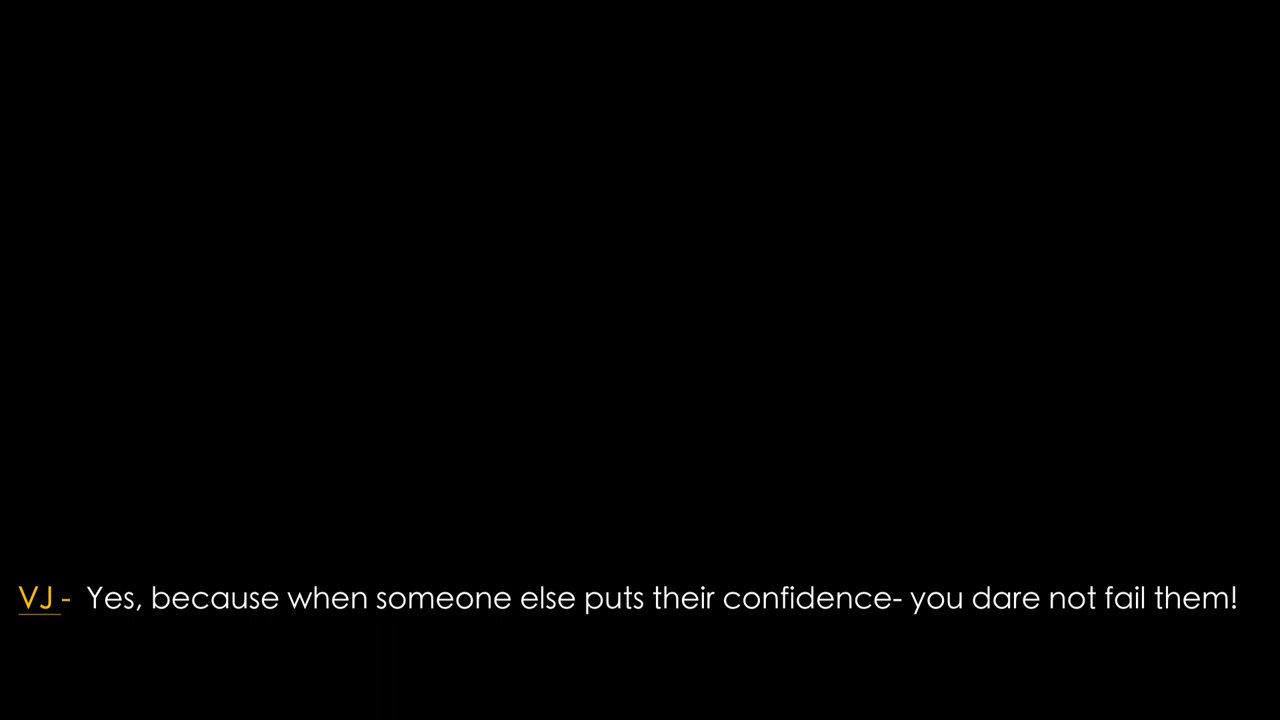 VJ - Yes, because when someone else puts their confidence- you dare not fail them!